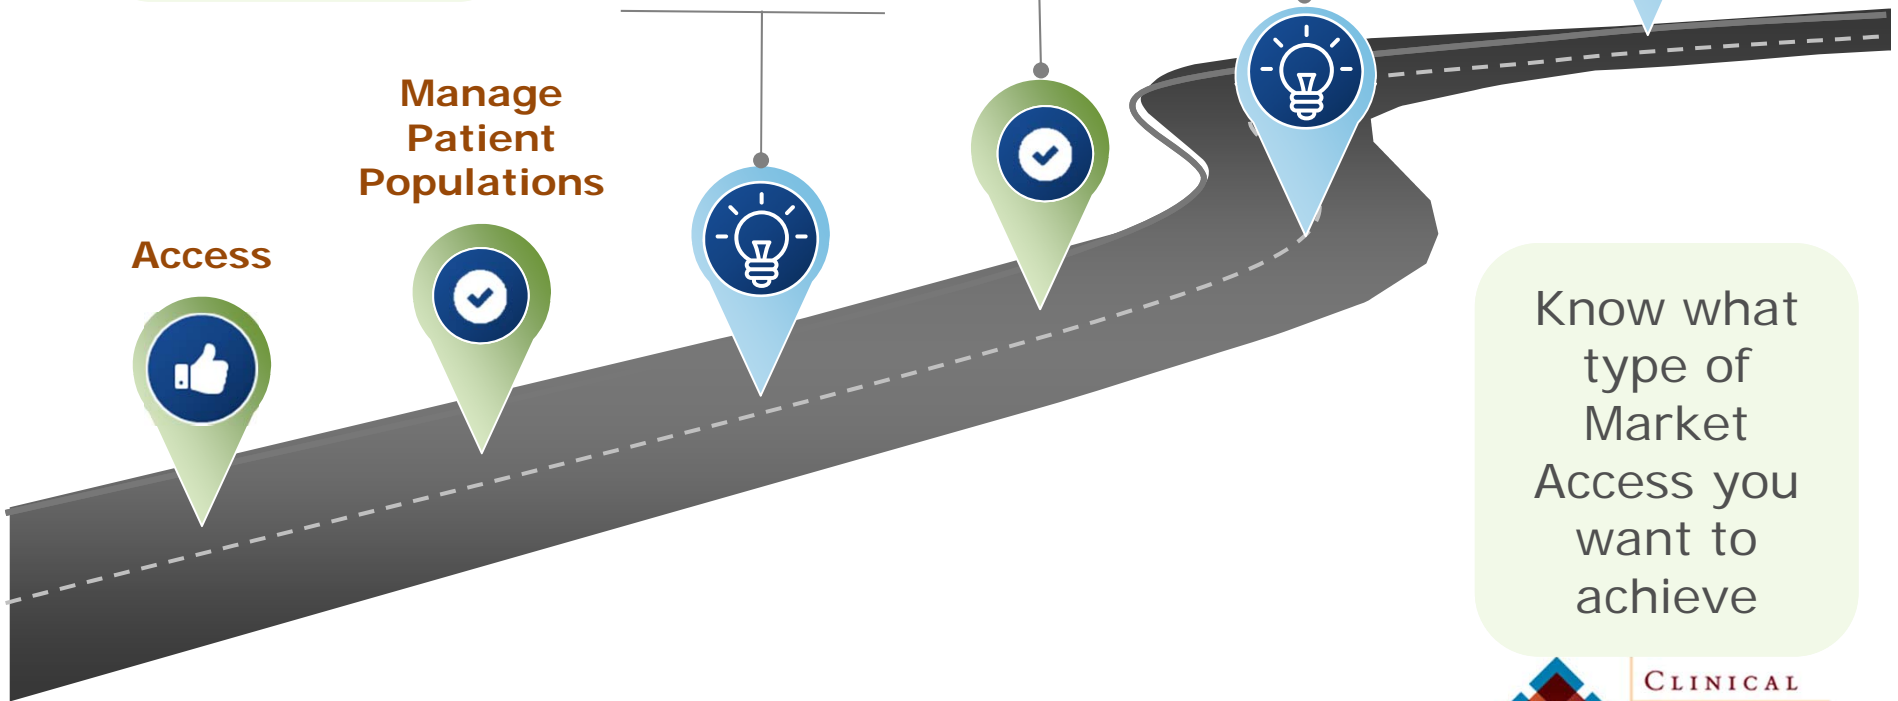 Manage
Patient
Populations
Access
Know what
type of
Market
Access you
want to
achieve
CLINICAL